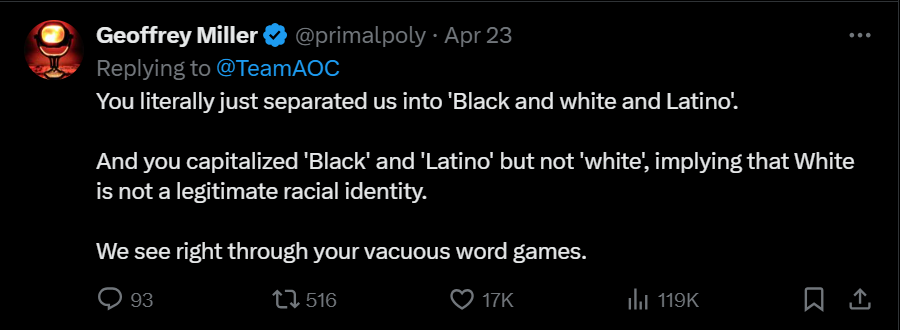 Geoffrey Miller @primalpoly · Apr 23
Replying to @TeamAOC
You literally just separated us into 'Black and white and Latino'.
And you capitalized 'Black' and 'Latino' but not 'white', implying that White
is not a legitimate racial identity.
We see right through your vacuous word games.
93 516 17K 119K